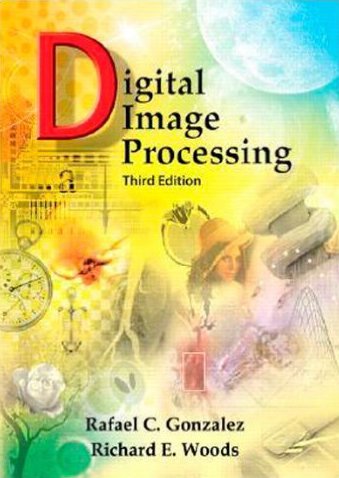 Digital
Image
Processing
Third Edition
a
Rafael C. Gonzalez
Richard E. Woods